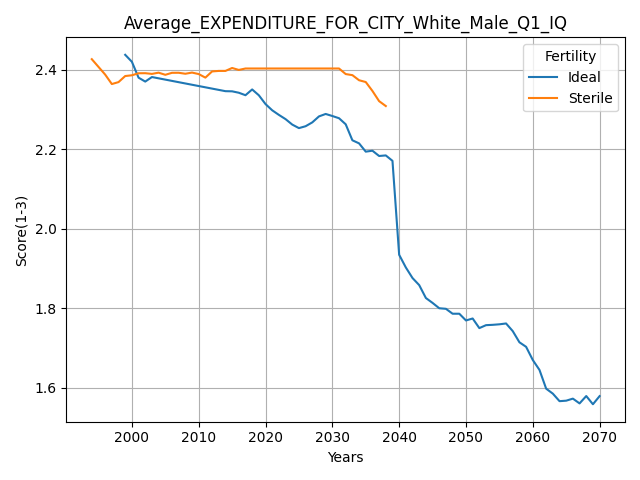 Average_EXPENDITURE_FOR_CITY_White_Male_Q1_IQ
Fertility
Ideal
Sterile
Score(1-3)
2.4
2.2
2.0
1.8
1.6
2000 2010 2020 2030 2040 2050 2060 2070
Years